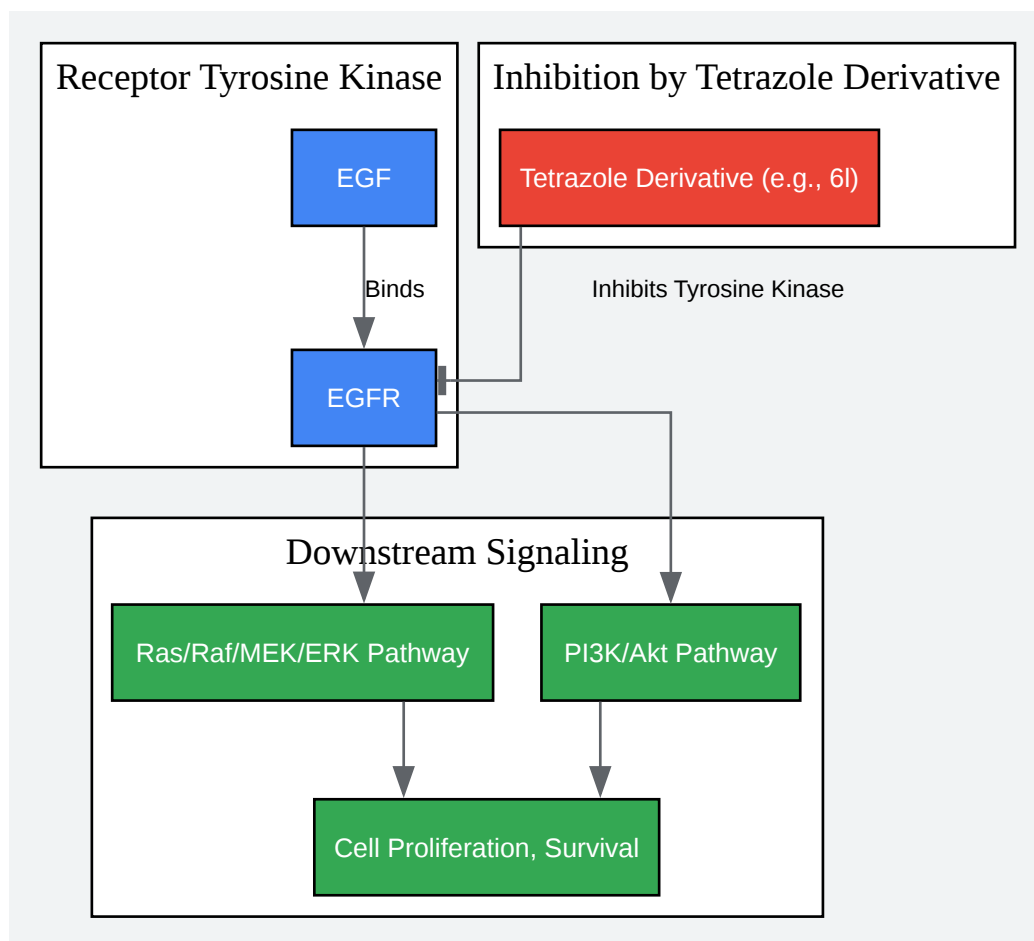 Receptor Tyrosine Kinase
Inhibition by Tetrazole Derivative
EGF
Tetrazole Derivative (e.g., 6l)
Binds
Inhibits Tyrosine Kinase
EGFR
Downstream Signaling
Ras/Raf/MEK/ERK Pathway
PI3K/Akt Pathway
Cell Proliferation, Survival